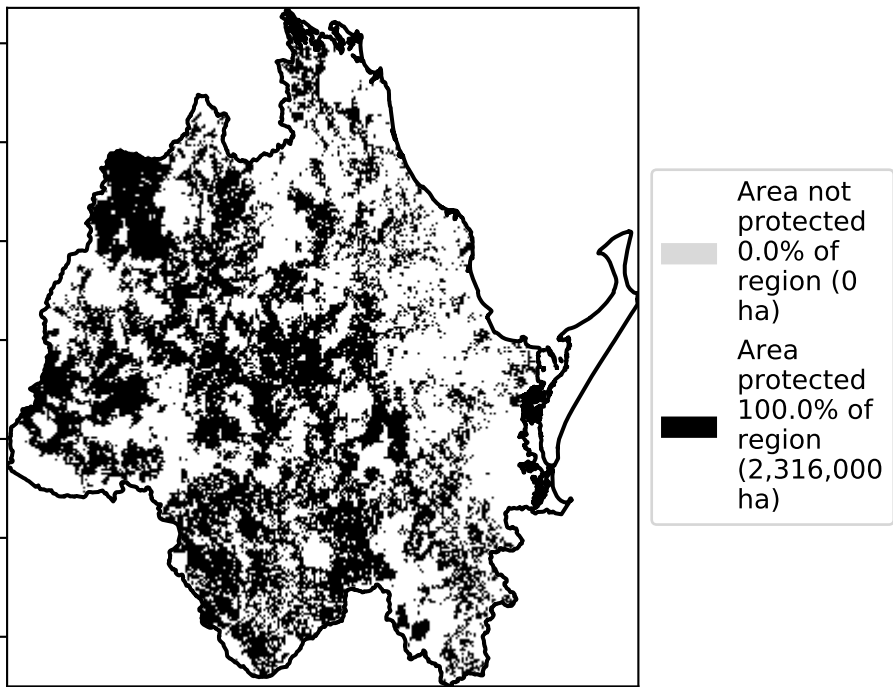 Area not
protected
0.0% of
region (0
ha)
Area
protected
100.0% of
region
(2,316,000
ha)